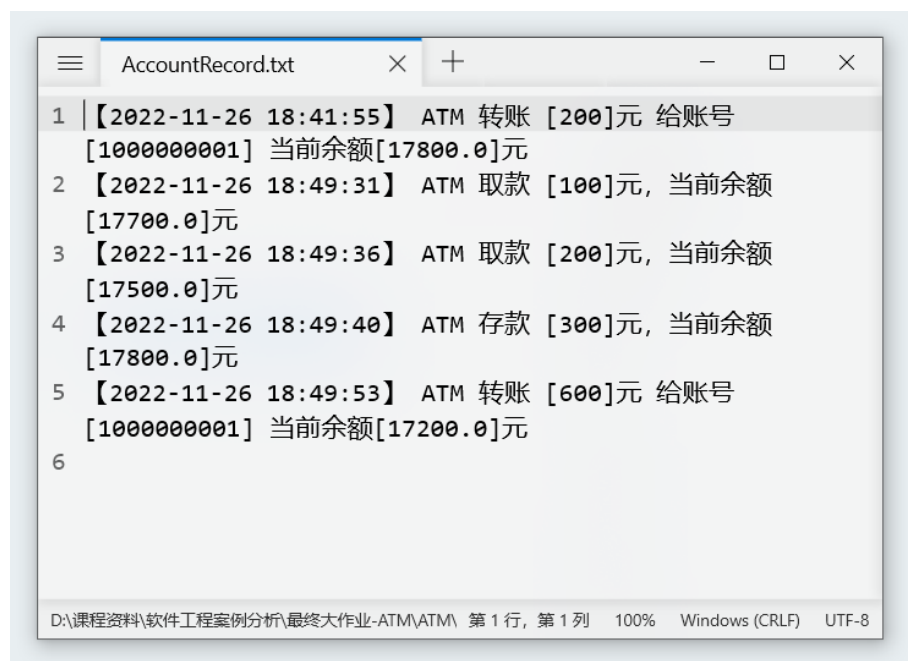 AccountRecord.txt
1 【2022-11-26 18:41:55】 ATM 转账 [200]元 给账号
[1000000001] 当前余额[17800.0]元
2 【2022-11-26 18:49:31】 ATM 取款 [100]元，当前余额
[17700.0]元
3 【2022-11-26 18:49:36】 ATM 取款 [200]元，当前余额
[17500.0]元
4 【2022-11-26 18:49:40】 ATM 存款 [300]元，当前余额
[17800.0]元
5 【2022-11-26 18:49:53】 ATM 转账 [600]元 给账号
[1000000001] 当前余额[17200.0]元
6
D:\课程资料\软件工程案例分析\最终大作业-ATM\ATM\ 第 1 行，第 1 列 100% Windows (CRLF) UTF-8